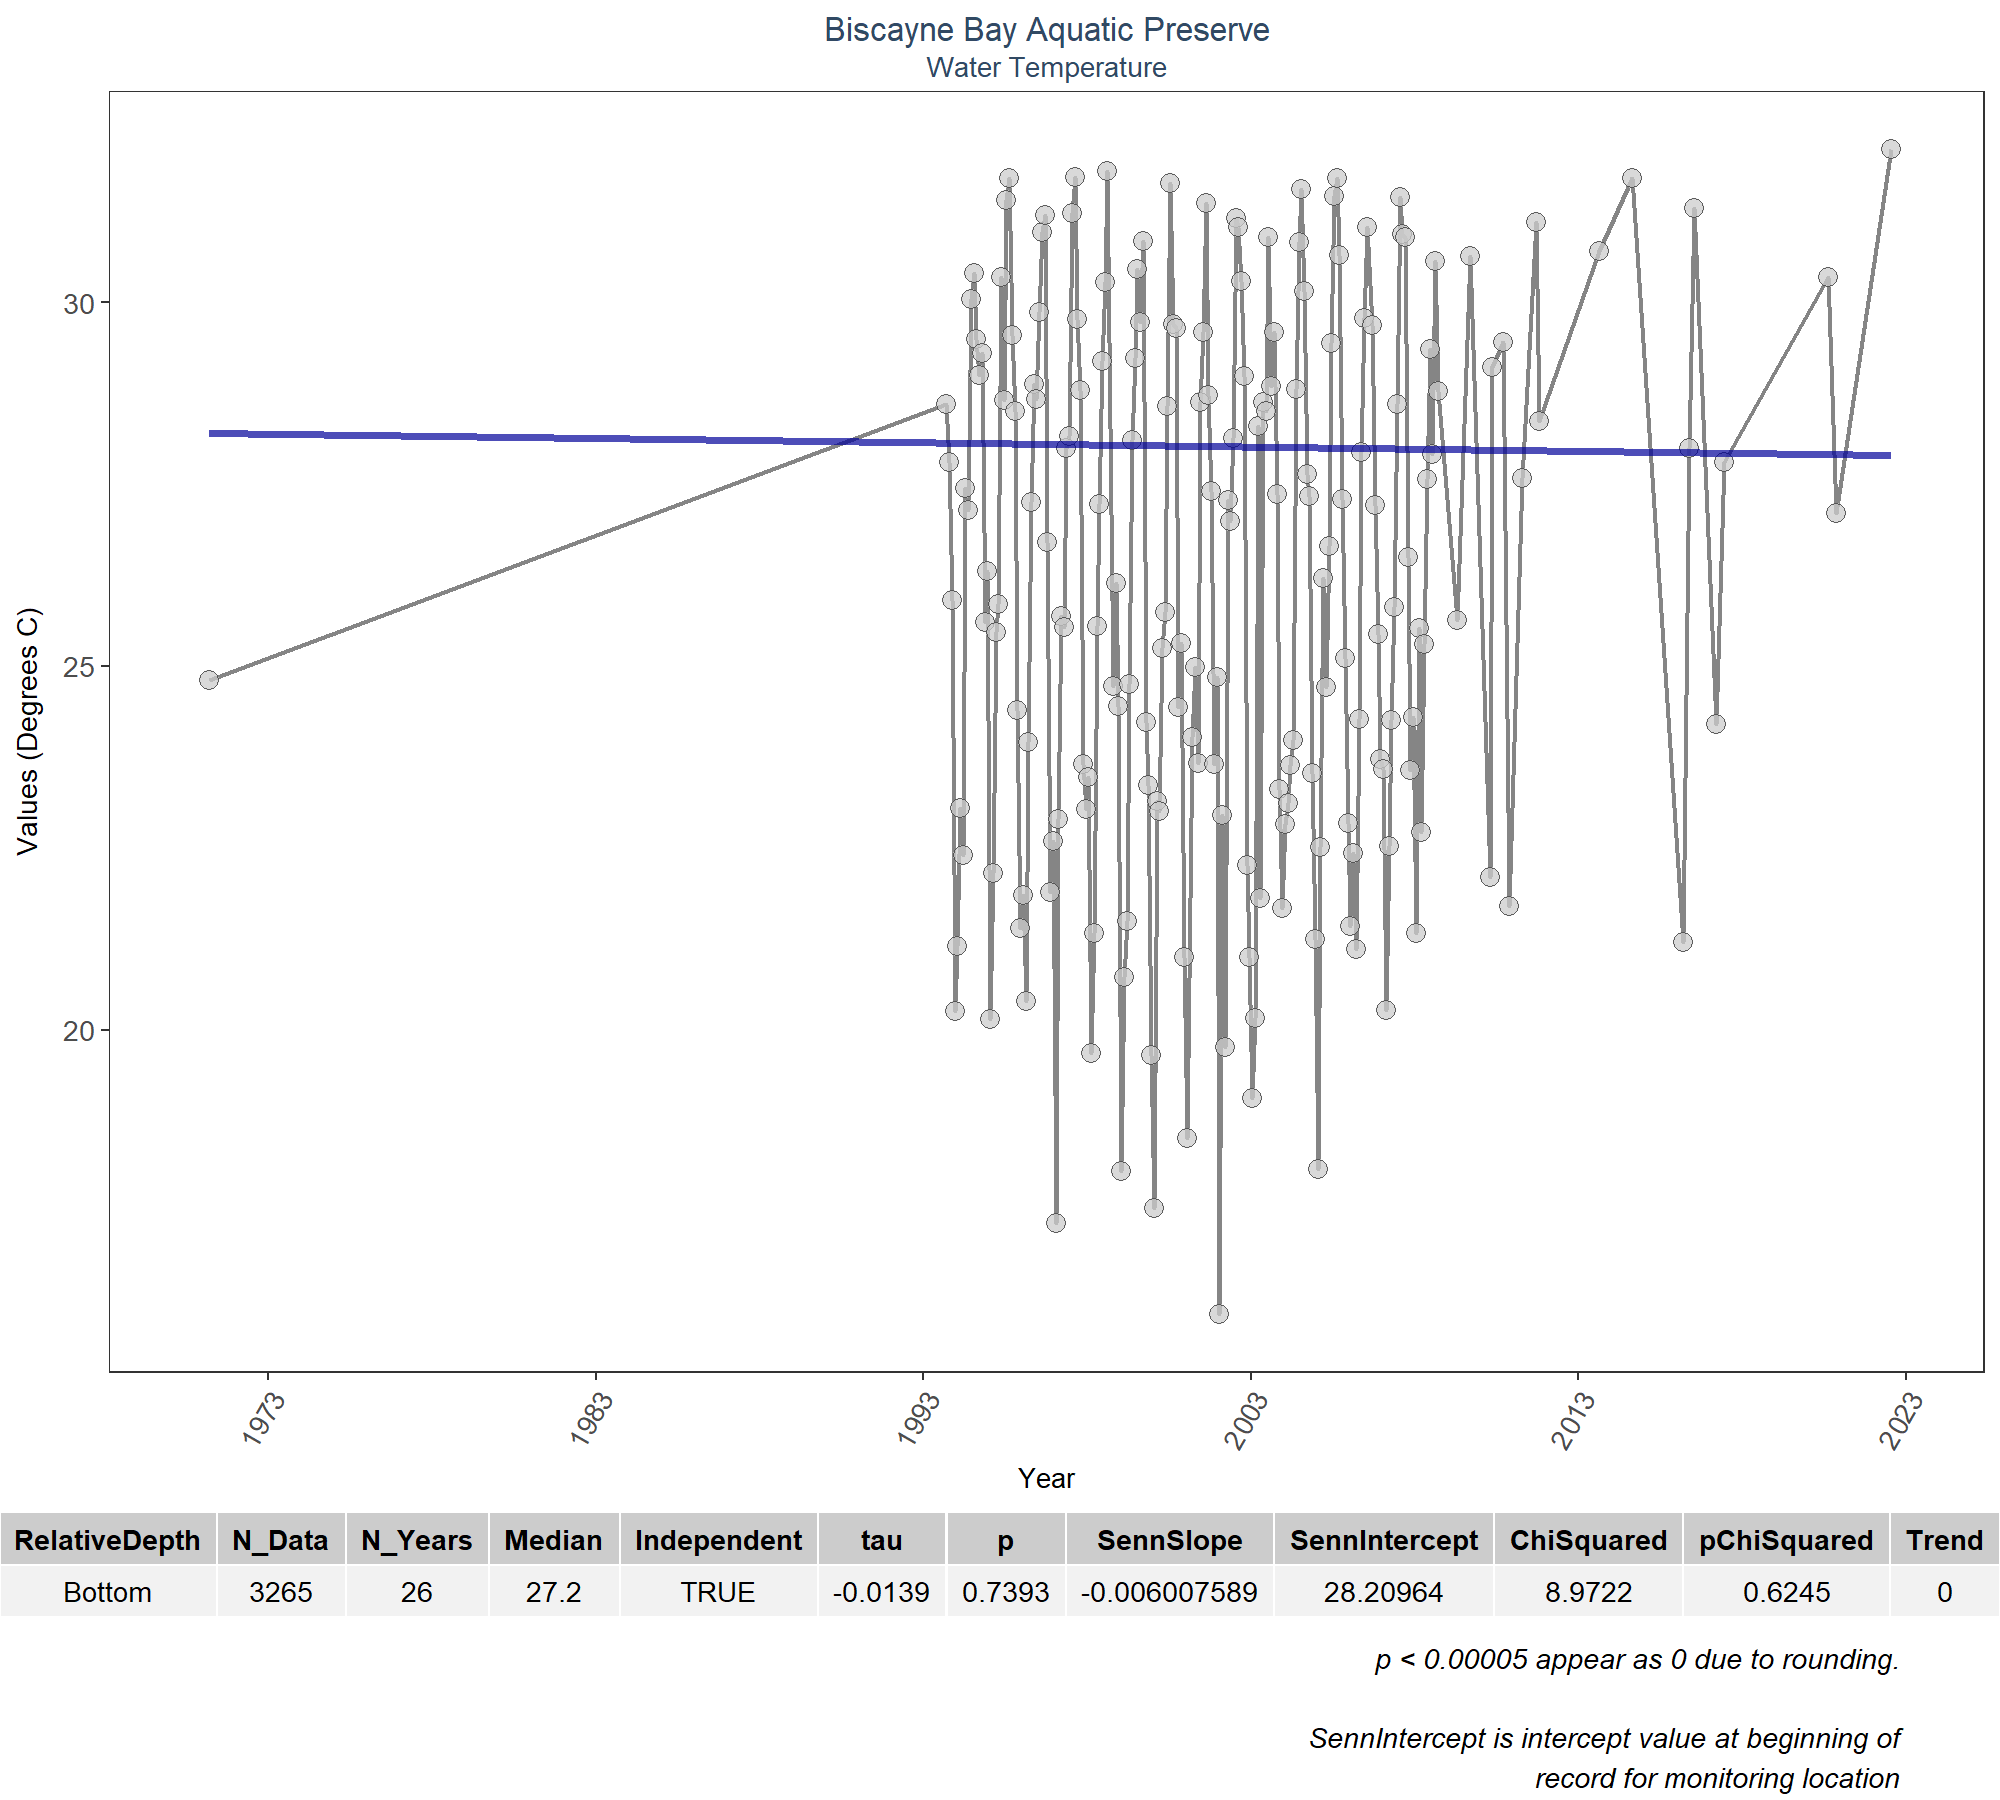 Biscayne Bay Aquatic Preserve
Water Temperature
Values (Degrees C)
30
25
20
1973 1983 1993 2003 2013 2023
Year
RelativeDepth N_Data N_Years Median Independent tau p SennSlope SennIntercept ChiSquared pChiSquared Trend
Bottom 3265 26 27.2 TRUE -0.0139 0.7393 -0.006007589 28.20964 8.9722 0.6245 0
p < 0.00005 appear as 0 due to rounding.
SennIntercept is intercept value at beginning of
record for monitoring location